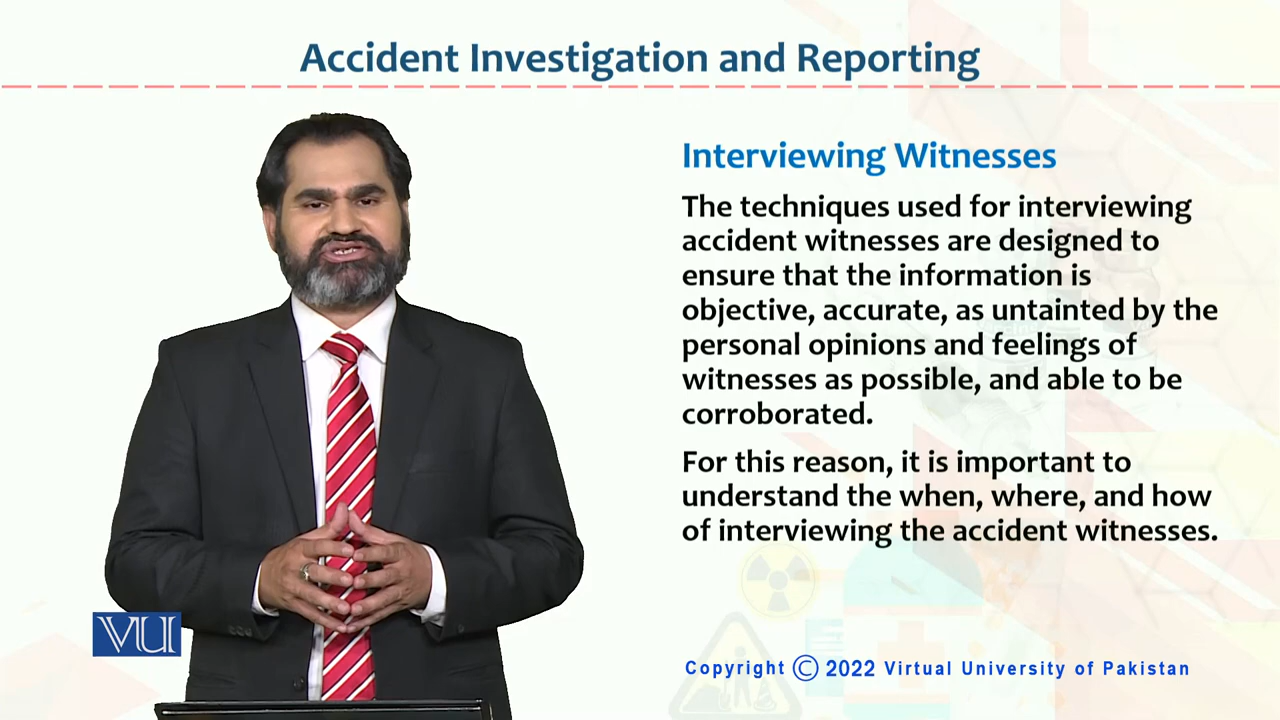 Accident Investigation and Reporting
Interviewing Witnesses
The techniques used for interviewing
accident witnesses are designed to
ensure that the information is
objective, accurate, as untainted by the
personal opinions and feelings of
witnesses as possible, and able to be
corroborated.
For this reason, it is important to
understand the when, where, and how
of interviewing the accident witnesses.
VU
Copyright © 2022 Virtual University of Pakistan